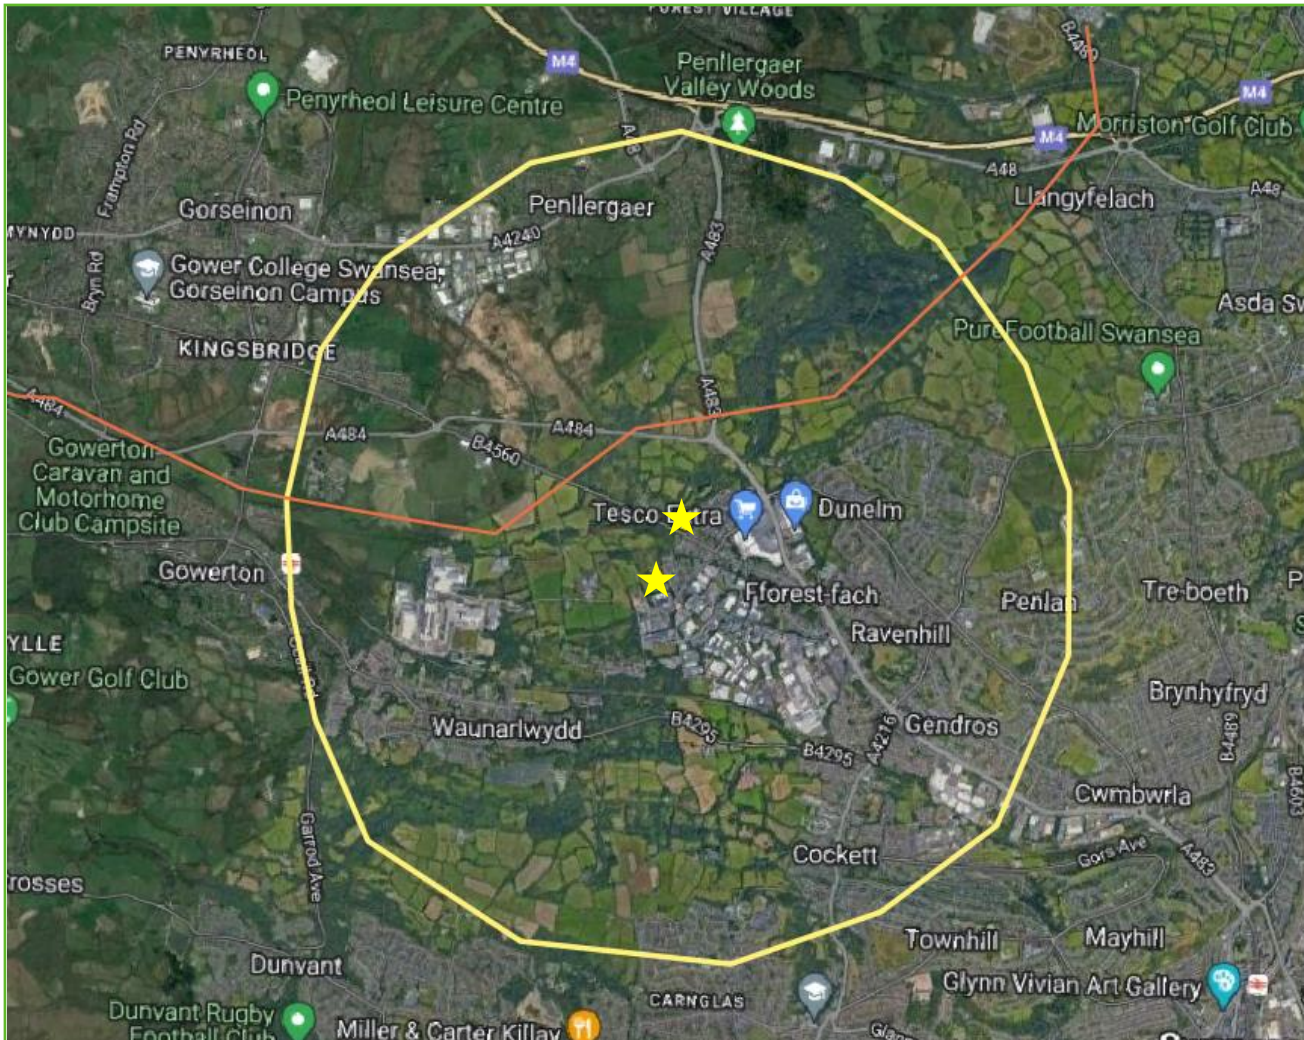 FOREST VILLAGE
B4489
PENYRHEOL
M4
Penllergaer
Valley Woods
M4
Penyrheol Leisure Centre
Morriston Golf Club
M4
Frampton Rd
A48
A48
A48
Llangyfelach
Gorseinon
Penllergaer
MYNYDD
A4240
A483
Bryn Rd
Gower College Swansea,
Gorseinon Campus
Asda Sw
PureFootball Swansea
KINGSBRIDGE
A484
A483
A484
A484
B4560
Gowerton
Caravan and
Motorhome
Club Campsite
Tesco Extra
Dunelm
Gowerton
Fforest-fach
Penlan
Tre-boeth
P
Ravenhill
YLLE
S
Gower Golf Club
Brynhyfryd
Waunarlwydd
B4295
B4295
A4216
Gendros
B4489
B4603
Cwmbwrla
Garrod Ave
Cockett
Gors Ave
A483
rosses
Townhill
Mayhill
Dunvant
Glynn Vivian Art Gallery
CARNGLAS
Dunvant Rugby
Football Club
Miller & Carter Killay